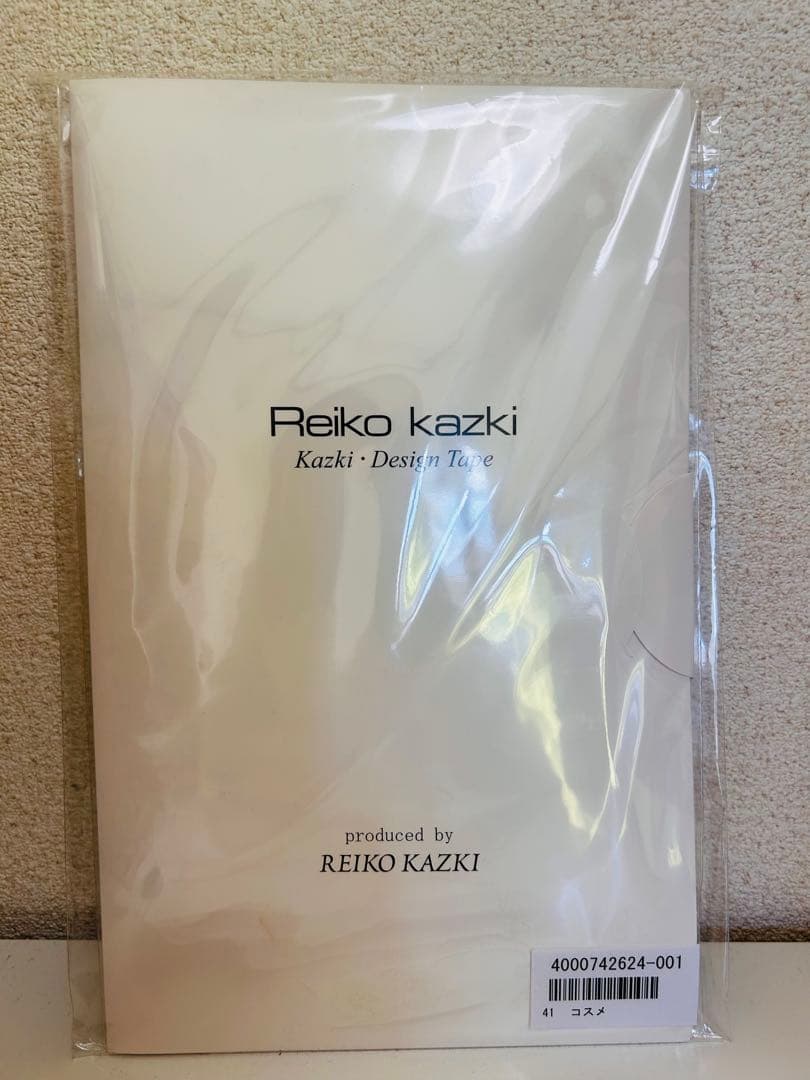 Reiko kazki
Kazki・Design Tape
produced by
REIKO KAZKI
4000742624-001
41 コスメ